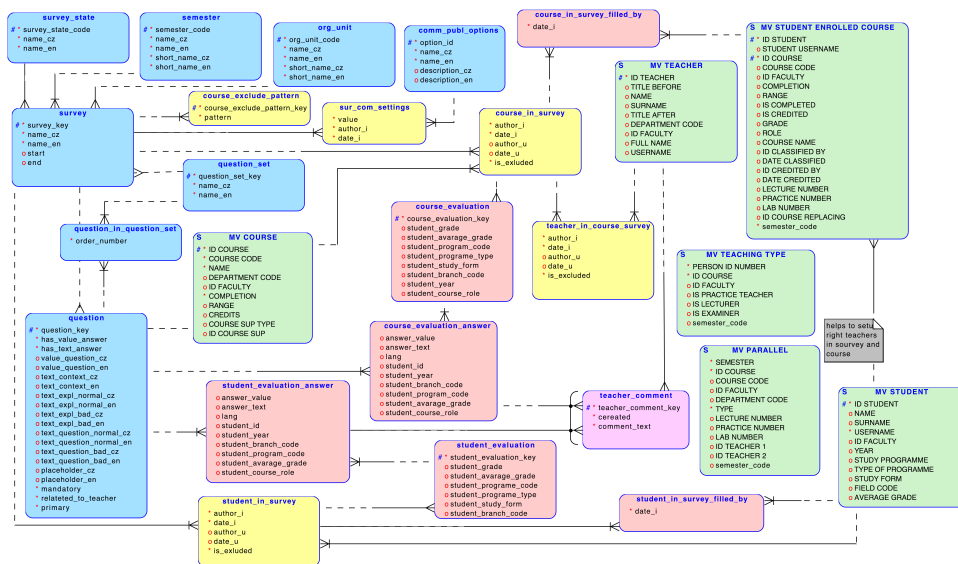 survey_state
# * survey_state_code
* name_cz
* name_en
semester
# * semester_code
* name_cz
* name_en
* short_name_cz
* short_name_en
org_unit
# * org_unit_code
* name_cz
* name_en
* short_name_cz
* short_name_en
comm_publ_options
# * option_id
* name_cz
* name_en
o description_cz
o description_en
course_in_survey_filled_by
* date_i
S MV STUDENT ENROLLED COURSE
# * ID STUDENT
o STUDENT USERNAME
# * ID COURSE
o COURSE CODE
o ID FACULTY
o COMPLETION
o RANGE
o IS COMPLETED
o IS CREDITED
o GRADE
o ROLE
o COURSE NAME
o ID CLASSIFIED BY
o DATE CLASSIFIED
o ID CREDITED BY
o DATE CREDITED
o LECTURE NUMBER
o PRACTICE NUMBER
o LAB NUMBER
o ID COURSE REPLACING
* semester_code
S MV TEACHER
# * ID TEACHER
o TITLE BEFORE
o NAME
o SURNAME
o TITLE AFTER
o DEPARTMENT CODE
o ID FACULTY
o FULL NAME
o USERNAME
course_exclude_pattern
# * course_exclude_pattern_key
* pattern
sur_com_settings
* value
* author_i
* date_i
survey
# * survey_key
* name_cz
* name_en
o start
o end
course_in_survey
* author_i
* date_i
o author_u
o date_u
* is_exluded
question_set
# * question_set_key
* name_cz
* name_en
question_in_question_set
* order_number
course_evaluation
# * course_evaluation_key
o student_grade
o student_avarage_grade
o student_program_code
o student_programe_type
o student_study_form
o student_branch_code
o student_year
o student_course_role
teacher_in_course_survey
* author_i
* date_i
o author_u
o date_u
* is_excluded
S MV COURSE
# * ID COURSE
* COURSE CODE
* NAME
o DEPARTMENT CODE
o ID FACULTY
* COMPLETION
o RANGE
o CREDITS
o COURSE SUP TYPE
o ID COURSE SUP
S MV TEACHING TYPE
* PERSON ID NUMBER
* ID COURSE
o ID FACULTY
o IS PRACTICE TEACHER
o IS LECTURER
o IS EXAMINER
o semester_code
question
# * question_key
* has_value_answer
* has_text_answer
o value_question_cz
o value_question_en
o text_context_cz
o text_context_en
o text_expl_normal_cz
o text_expl_normal_en
o text_expl_bad_cz
o text_expl_bad_en
o text_question_normal_cz
o text_question_normal_en
o text_question_bad_cz
o text_question_bad_en
o placeholder_cz
o placeholder_en
* mandatory
* relateted_to_teacher
* primary
course_evaluation_answer
o answer_value
o answer_text
o lang
o student_id
o student_year
o student_branch_code
o student_program_code
o student_avarage_grade
o student_course_role
helps to setup
right teachers
in sourvey and
course
S MV PARALLEL
* SEMESTER
* ID COURSE
o COURSE CODE
o ID FACULTY
o DEPARTMENT CODE
* TYPE
o LECTURE NUMBER
o PRACTICE NUMBER
o LAB NUMBER
o ID TEACHER 1
o ID TEACHER 2
o semester_code
student_evaluation_answer
o answer_value
o answer_text
o lang
o student_id
o student_year
o student_branch_code
o student_program_code
o student_avarage_grade
o student_course_role
teacher_comment
# * teacher_comment_key
* cereated
* comment_text
S MV STUDENT
# * ID STUDENT
o NAME
o SURNAME
* USERNAME
o ID FACULTY
o YEAR
o STUDY PROGRAMME
o TYPE OF PROGRAMME
o STUDY FORM
o FIELD CODE
o AVERAGE GRADE
student_evaluation
# * student_evaluation_key
o student_grade
o student_avarage_grade
o student_programe_code
o student_programe_type
o student_study_form
o student_branch_code
student_in_survey
* author_i
* date_i
o author_u
o date_u
* is_exluded
student_in_survey_filled_by
* date_i